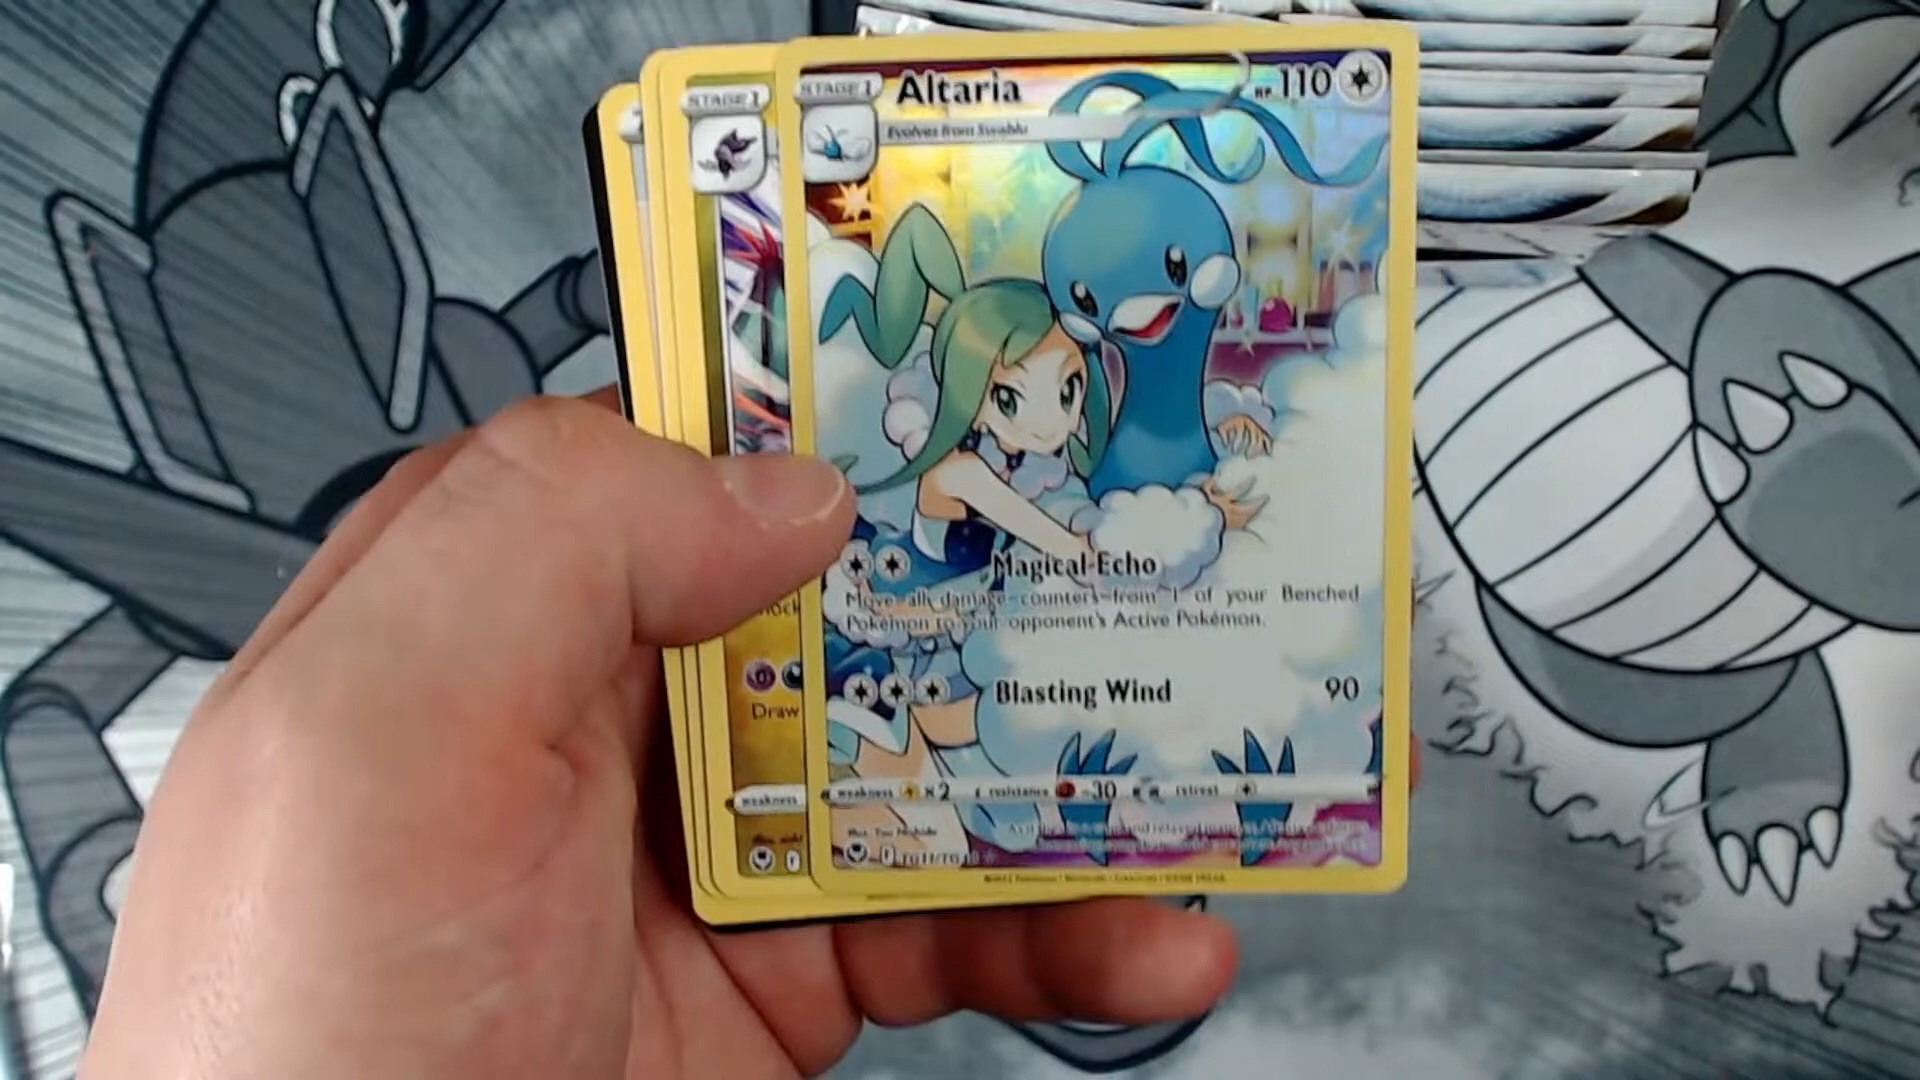 STAGE 1
STAGE 1
Altaria
HP 110
Evolves from Swablu
Magical Echo
Move all damage counters from 1 of your Benched
Pokémon to your opponent's Active Pokémon.
Blasting Wind 90
Draw
weakness
weakness ×2 resistance -30 retreat